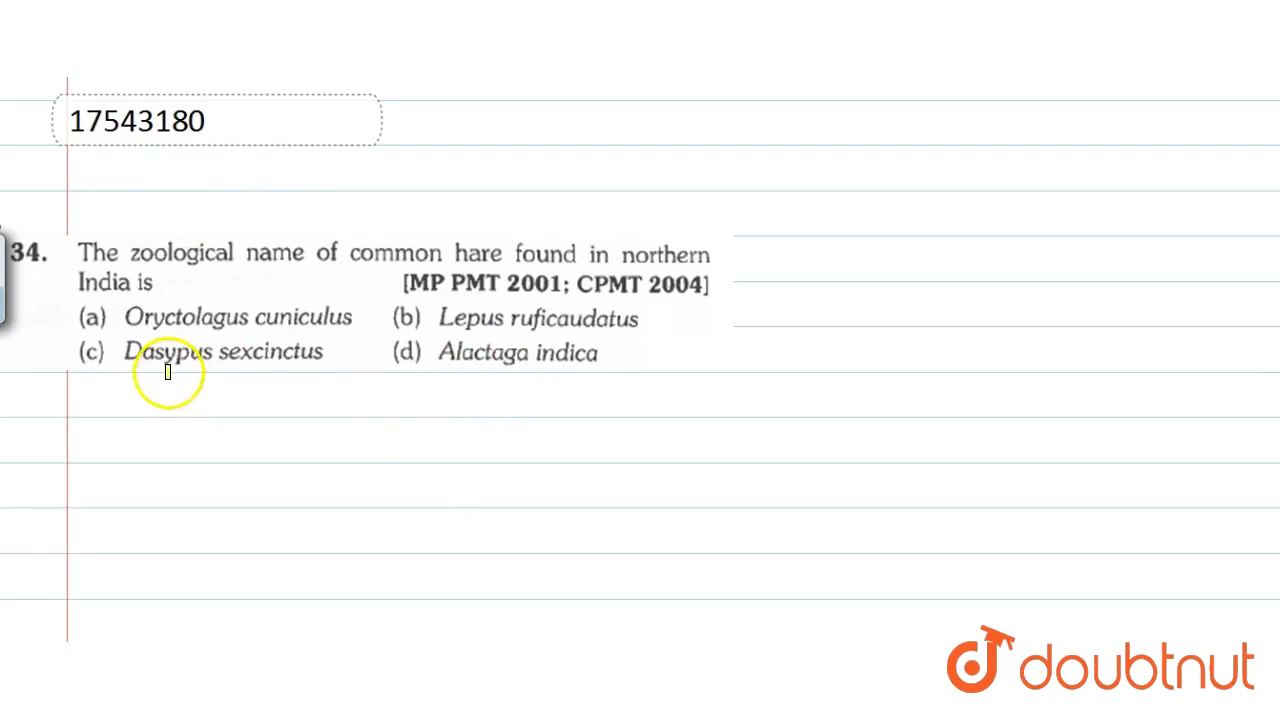 17543180
34. The zoological name of common hare found in northern
India is [MP PMT 2001; CPMT 2004]
(a) Oryctolagus cuniculus (b) Lepus ruficaudatus
(c) Dasypus sexcinctus (d) Alactaga indica
doubtnut